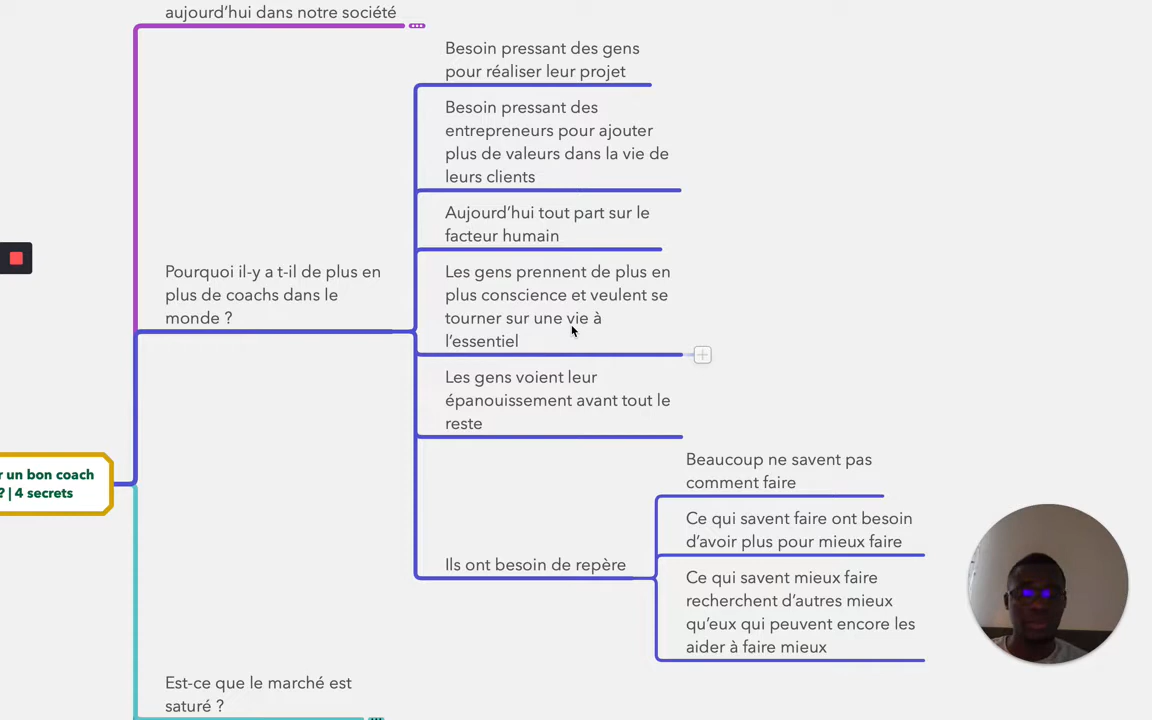 aujourd'hui dans notre société
Besoin pressant des gens
pour réaliser leur projet
Besoin pressant des
entrepreneurs pour ajouter
plus de valeurs dans la vie de
leurs clients
Aujourd'hui tout part sur le
facteur humain
Pourquoi il-y a t-il de plus en
plus de coachs dans le
monde ?
Les gens prennent de plus en
plus conscience et veulent se
tourner sur une vie à
l'essentiel
Les gens voient leur
épanouissement avant tout le
reste
r un bon coach
? | 4 secrets
Ils ont besoin de repère
Beaucoup ne savent pas
comment faire
Ce qui savent faire ont besoin
d'avoir plus pour mieux faire
Ce qui savent mieux faire
recherchent d'autres mieux
qu'eux qui peuvent encore les
aider à faire mieux
Est-ce que le marché est
saturé ?